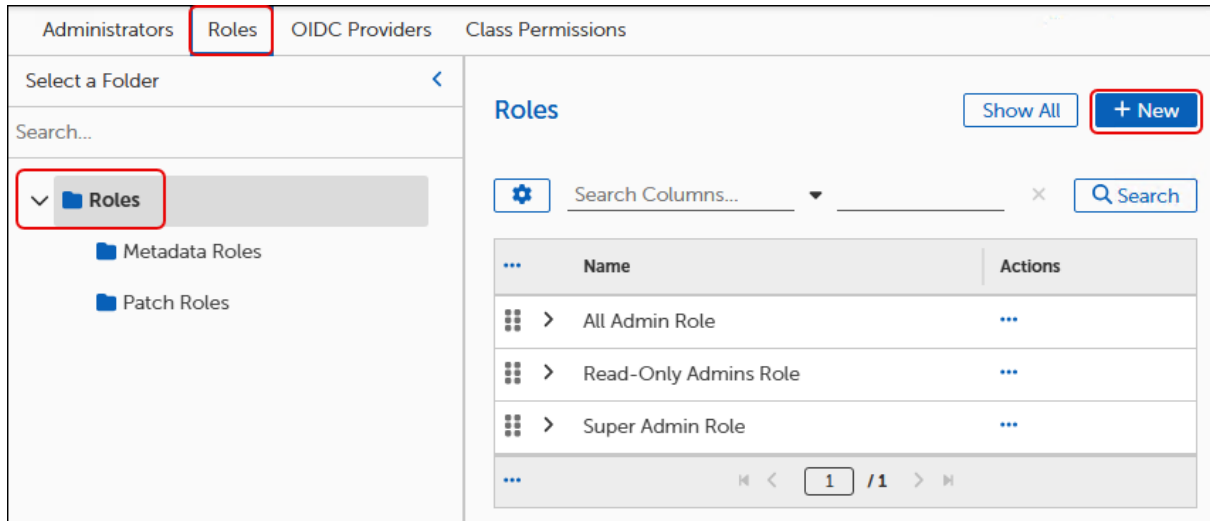 Administrators Roles OIDC Providers Class Permissions
Select a Folder
Search...
Roles
Metadata Roles
Patch Roles
Roles
Show All + New
Search Columns... Search
Name Actions
All Admin Role
Read-Only Admins Role
Super Admin Role
1 / 1